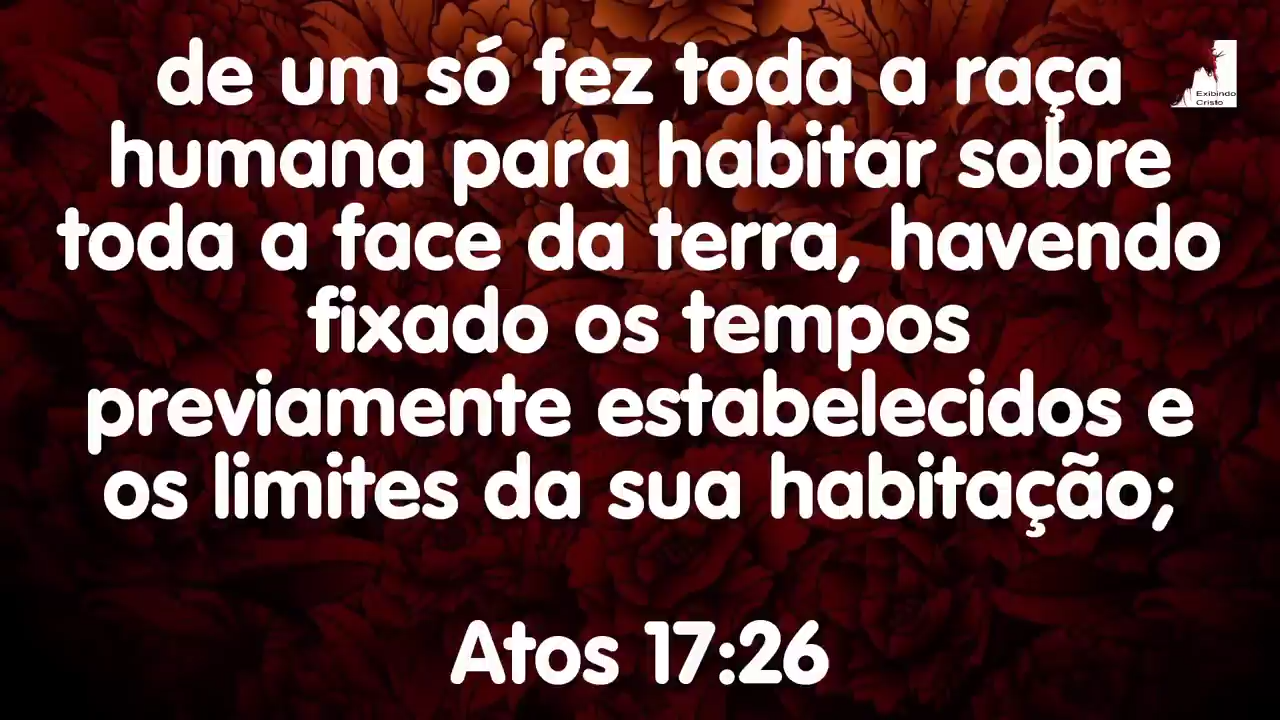 de um só fez toda a raça
humana para habitar sobre
toda a face da terra, havendo
fixado os tempos
previamente estabelecidos e
os limites da sua habitação;
Atos 17:26
Exibindo
Cristo